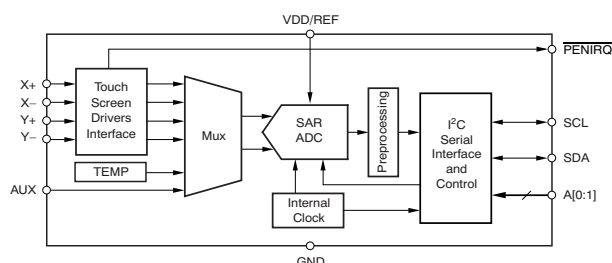 VDD/REF
PENIRQ
X+
X–
Y+
Y–
AUX
Touch
Screen
Drivers
Interface
TEMP
Mux
SAR
ADC
Preprocessing
Internal
Clock
I²C
Serial
Interface
and
Control
SCL
SDA
A[0:1]
GND